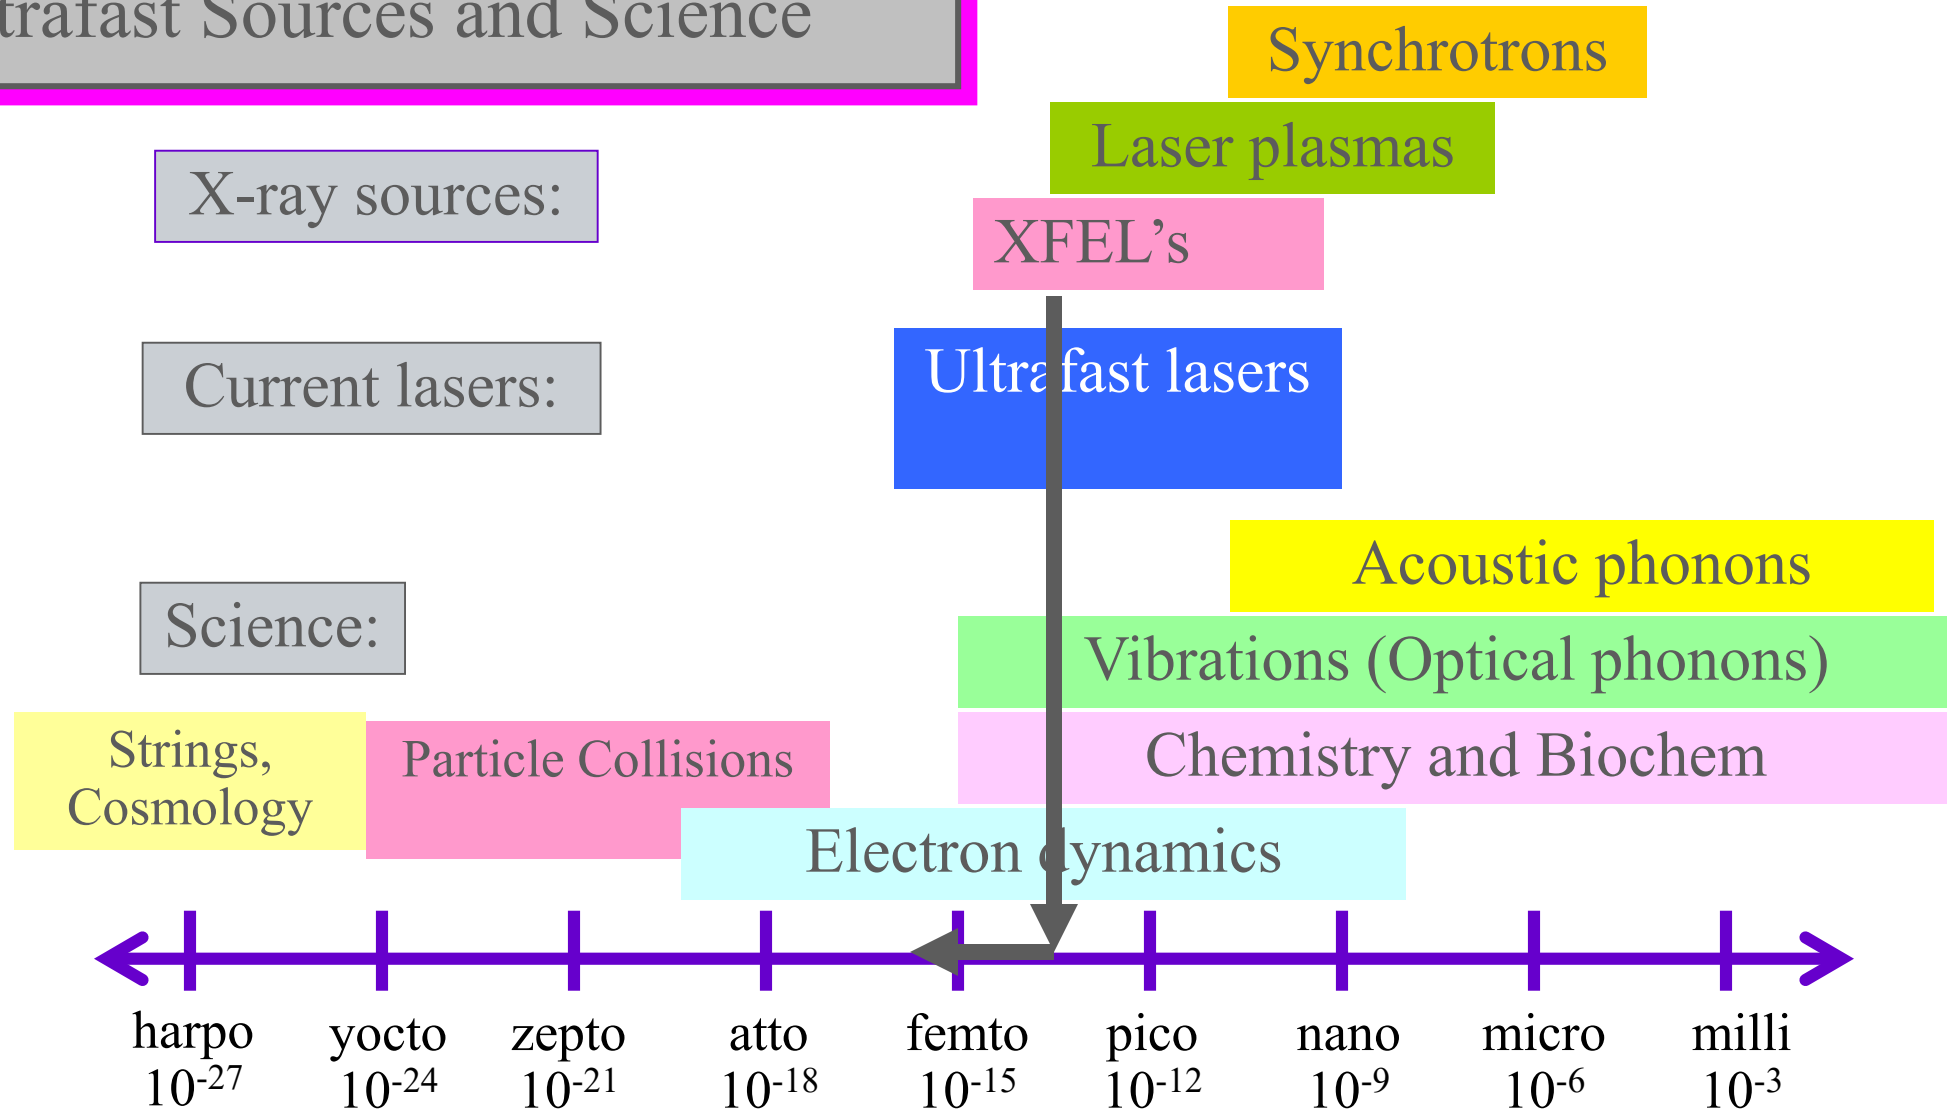 Sources and Science
Synchrotrons
Laser plasmas
X-ray sources:
XFEL’s
Current lasers:
Ultrafast lasers
Acoustic phonons
Science:
Vibrations (Optical phonons)
Strings,
Cosmology
Particle Collisions
Chemistry and Biochem
Electron dynamics
harpo yocto zepto atto femto pico nano micro milli
10⁻²⁷ 10⁻²⁴ 10⁻²¹ 10⁻¹⁸ 10⁻¹⁵ 10⁻¹² 10⁻⁹ 10⁻⁶ 10⁻³